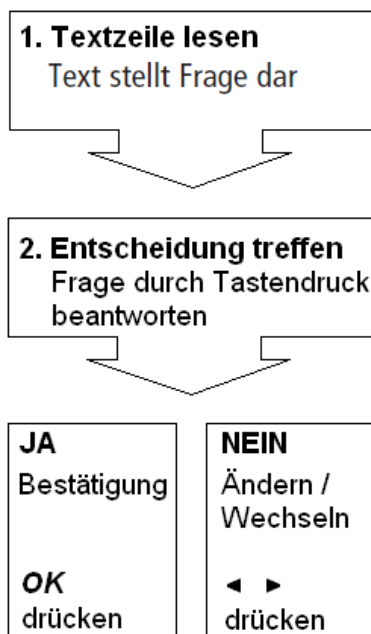 1. Textzeile lesen
Text stellt Frage dar
2. Entscheidung treffen
Frage durch Tastendruck
beantworten
JA
Bestätigung
OK
drücken
NEIN
Ändern /
Wechseln
◄ ►
drücken